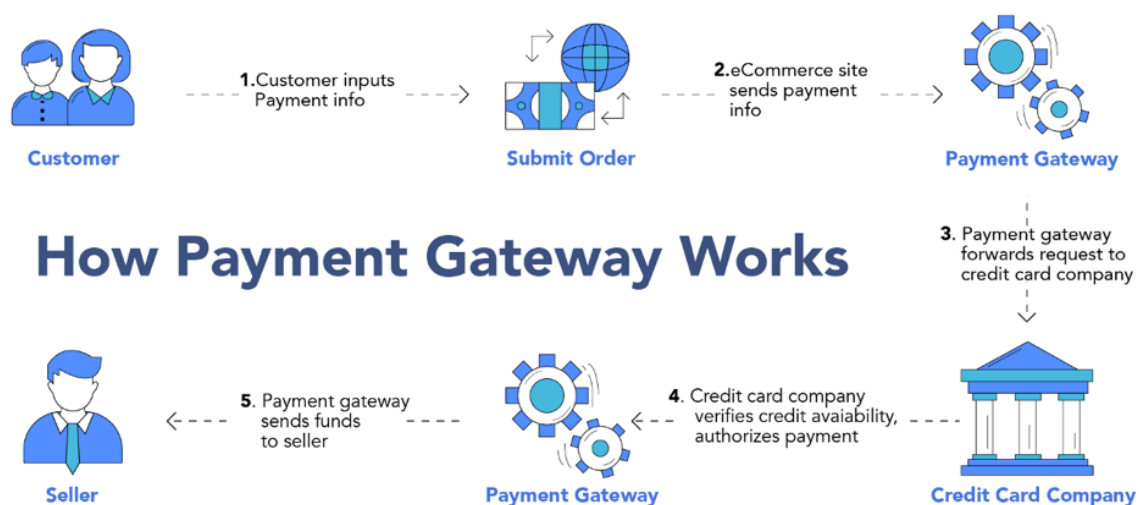 1.Customer inputs
Payment info
2.eCommerce site
sends payment
info
Customer
Submit Order
Payment Gateway
How Payment Gateway Works
3. Payment gateway
forwards request to
credit card company
5. Payment gateway
sends funds
to seller
4. Credit card company
verifies credit avaiability,
authorizes payment
Seller
Payment Gateway
Credit Card Company